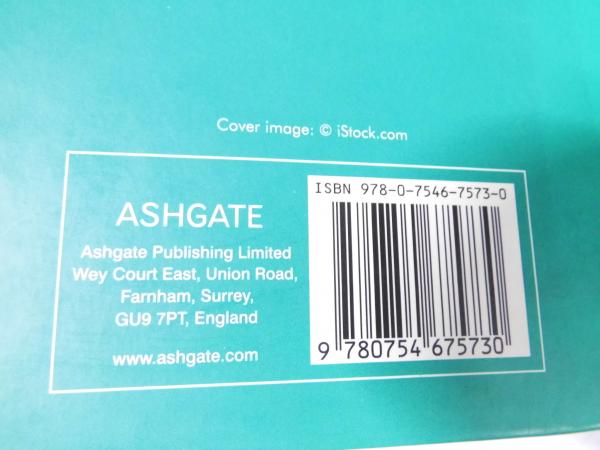 Cover image: © iStock.com
ASHGATE
Ashgate Publishing Limited
Wey Court East, Union Road,
Farnham, Surrey,
GU9 7PT, England
www.ashgate.com
ISBN 978-0-7546-7573-0
9 780754 675730